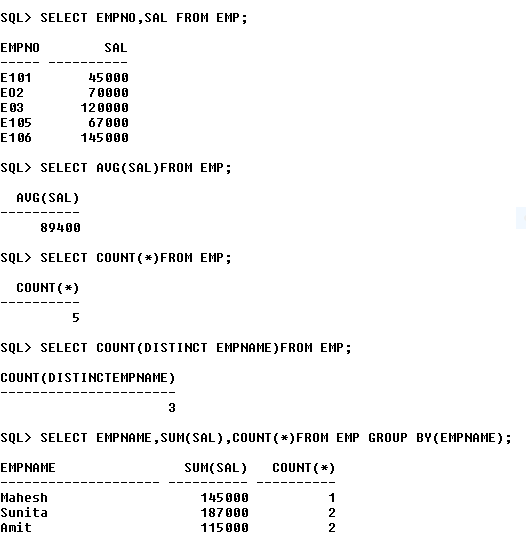 SQL> SELECT EMPNO,SAL FROM EMP;
EMPNO SAL
----- ----------
E101 45000
E02 70000
E03 120000
E105 67000
E106 145000
SQL> SELECT AVG(SAL)FROM EMP;
AVG(SAL)
----------
89400
SQL> SELECT COUNT(*)FROM EMP;
COUNT(*)
----------
5
SQL> SELECT COUNT(DISTINCT EMPNAME)FROM EMP;
COUNT(DISTINCTEMPNAME)
----------------------
3
SQL> SELECT EMPNAME,SUM(SAL),COUNT(*)FROM EMP GROUP BY(EMPNAME);
EMPNAME SUM(SAL) COUNT(*)
-------------------- ---------- ----------
Mahesh 145000 1
Sunita 187000 2
Amit 115000 2